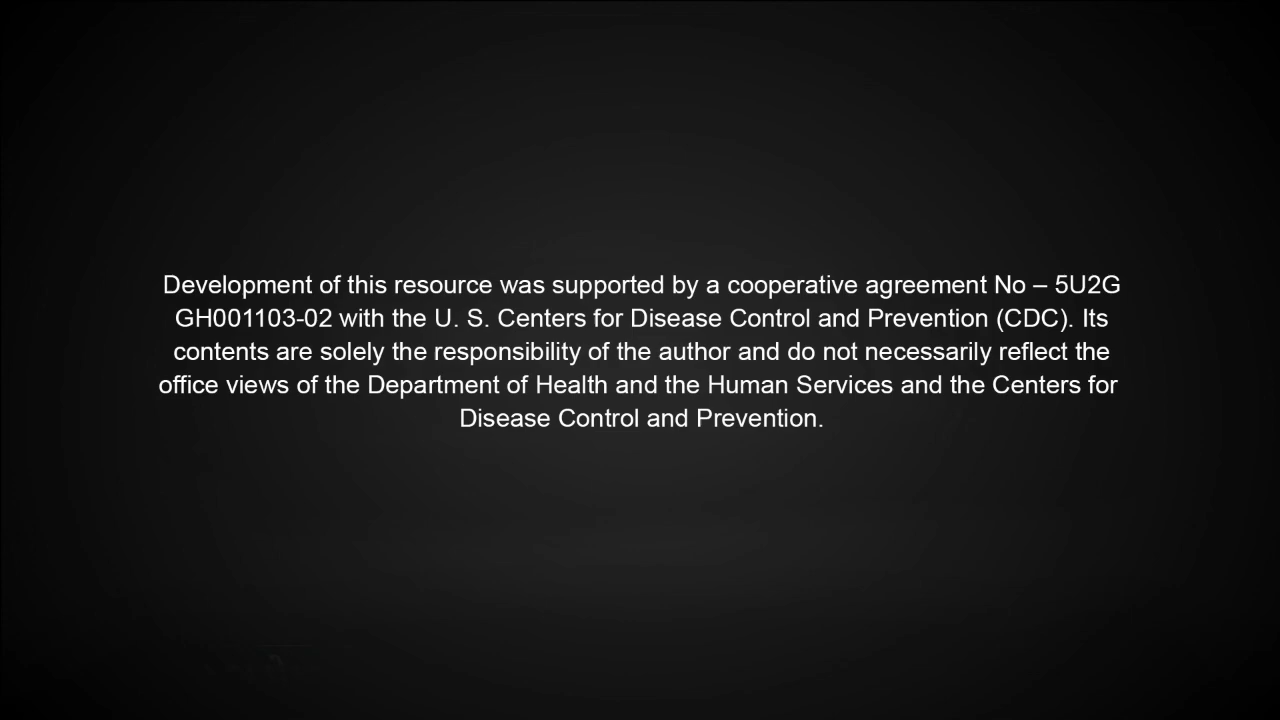 Development of this resource was supported by a cooperative agreement No – 5U2G
GH001103-02 with the U. S. Centers for Disease Control and Prevention (CDC). Its
contents are solely the responsibility of the author and do not necessarily reflect the
office views of the Department of Health and the Human Services and the Centers for
Disease Control and Prevention.